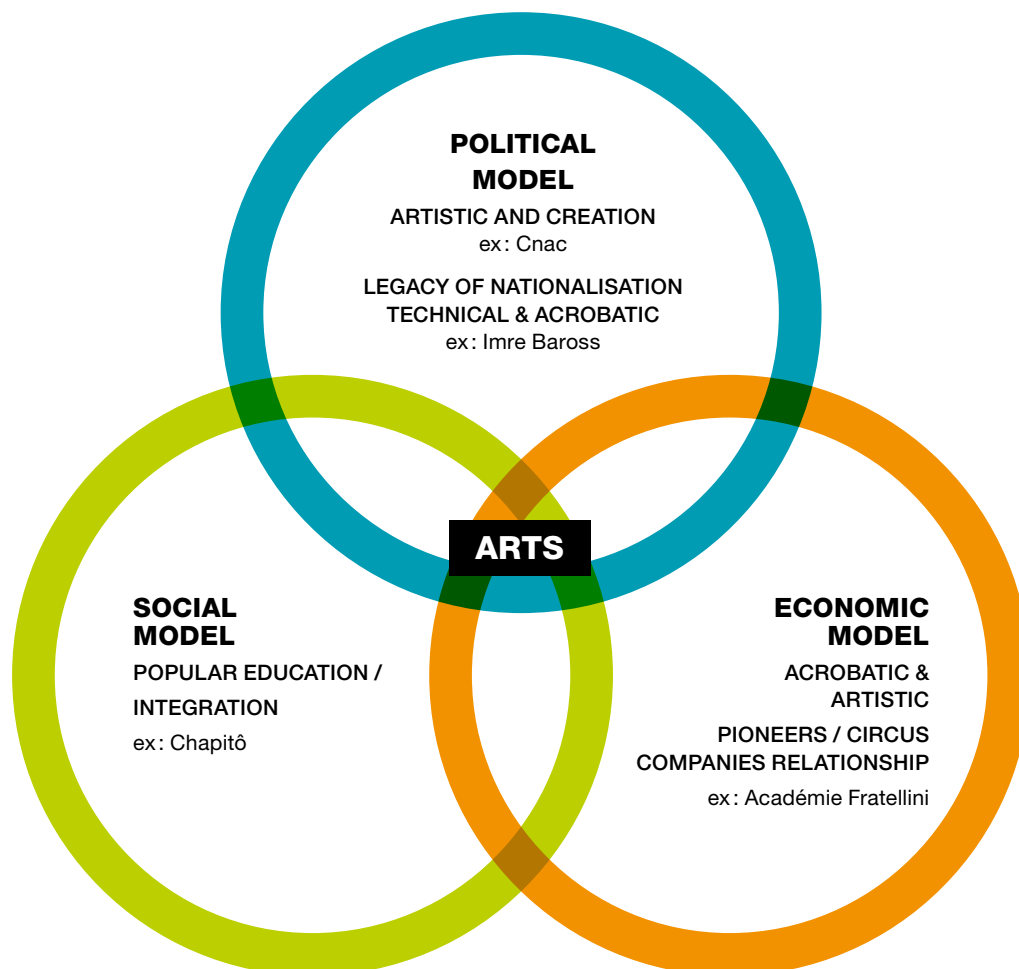 POLITICAL
MODEL
ARTISTIC AND CREATION
ex : Cnac
LEGACY OF NATIONALISATION
TECHNICAL & ACROBATIC
ex : Imre Baross
ARTS
SOCIAL
MODEL
POPULAR EDUCATION /
INTEGRATION
ex : Chapitô
ECONOMIC
MODEL
ACROBATIC &
ARTISTIC
PIONEERS / CIRCUS
COMPANIES RELATIONSHIP
ex : Académie Fratellini